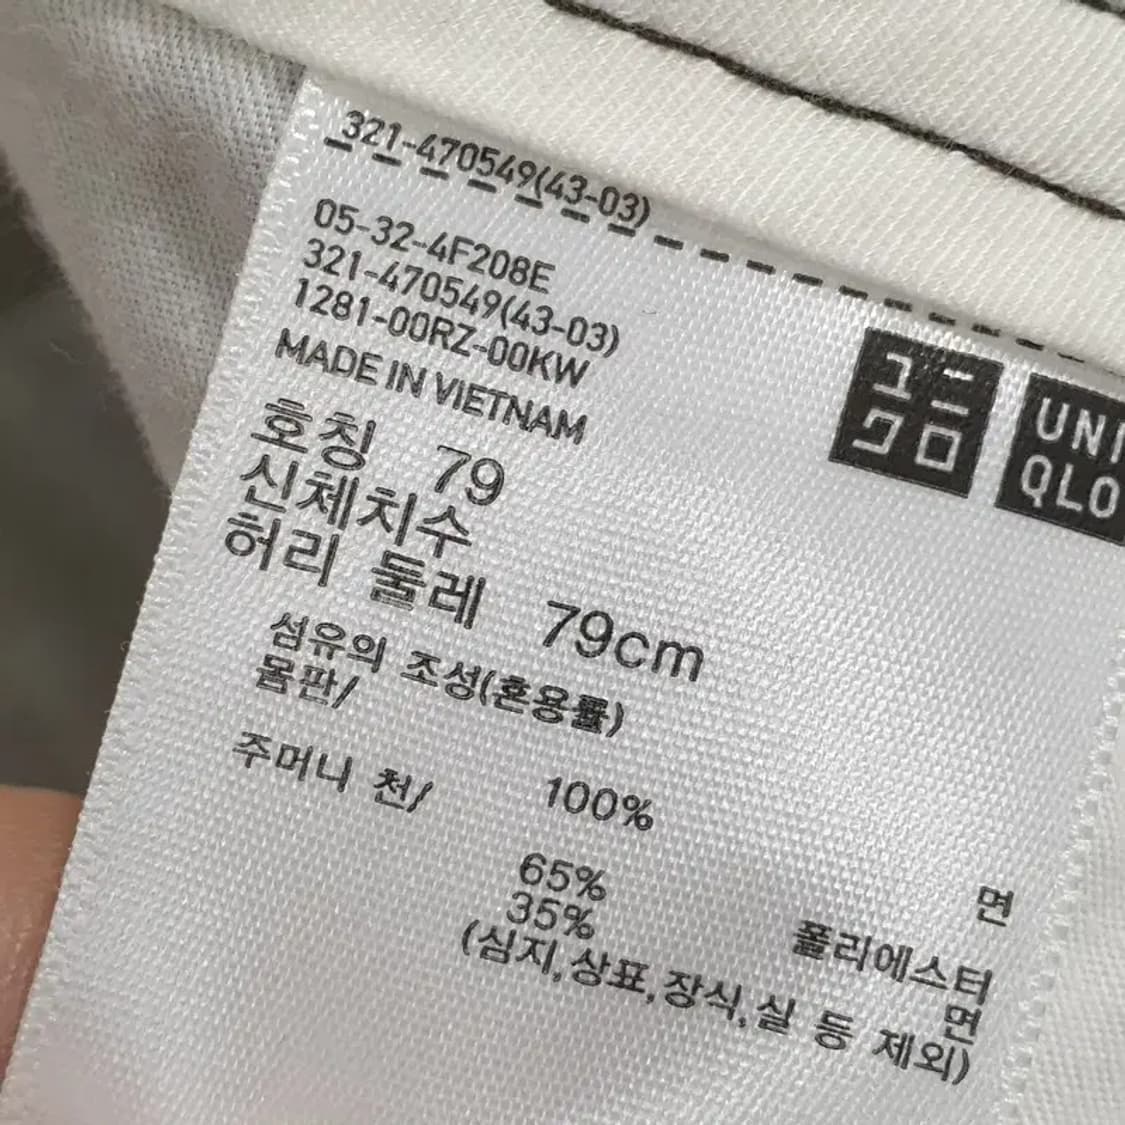 321-470549(43-03)
05-32-4F208E
321-470549(43-03)
1281-00RZ-00KW
MADE IN VIETNAM
ユニ
クロ
UNI
QLO
호칭 79
신체치수
허리 둘레 79cm
섬유의 조성(혼용률)
몸판/
100% 면
주머니 천/
65% 폴리에스터
35% 면
(심지,상표,장식,실 등 제외)